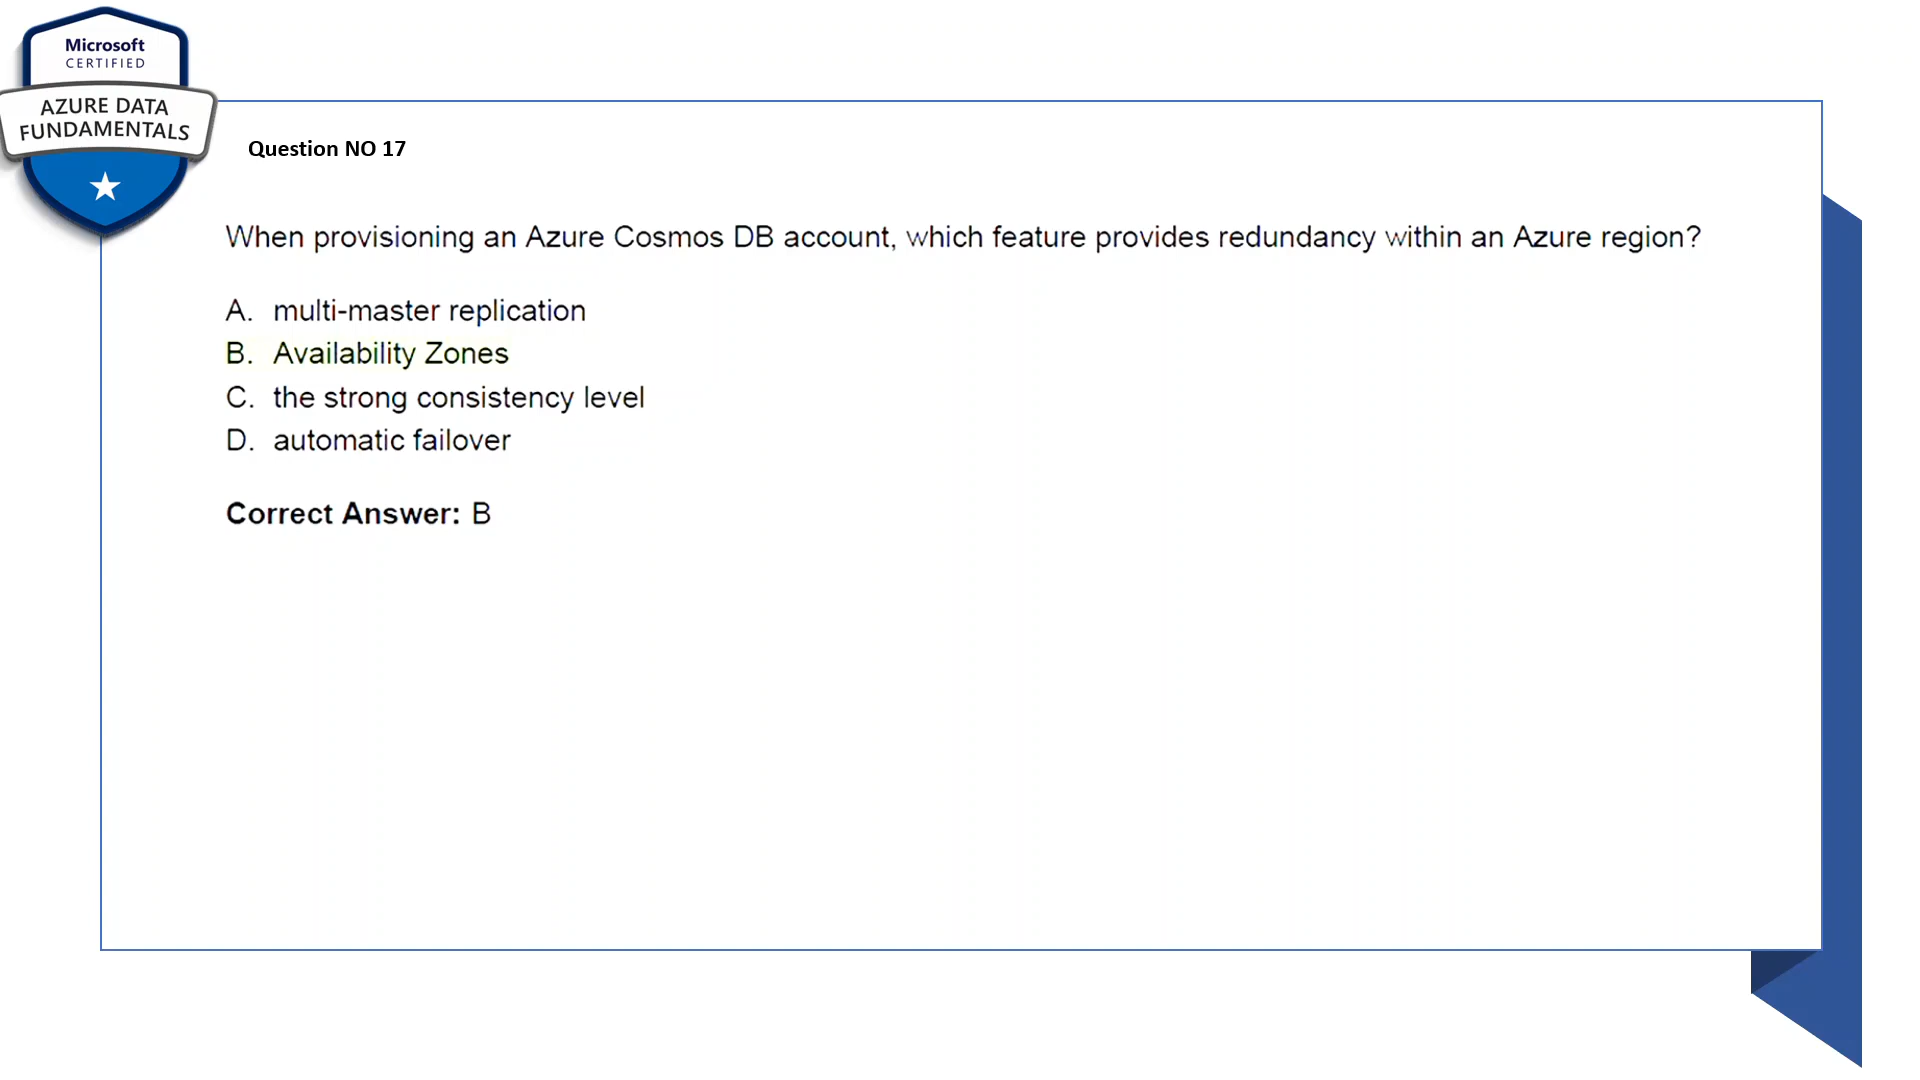 Microsoft
CERTIFIED
AZURE DATA
FUNDAMENTALS
Question NO 17
When provisioning an Azure Cosmos DB account, which feature provides redundancy within an Azure region?
A. multi-master replication
B. Availability Zones
C. the strong consistency level
D. automatic failover
Correct Answer: B